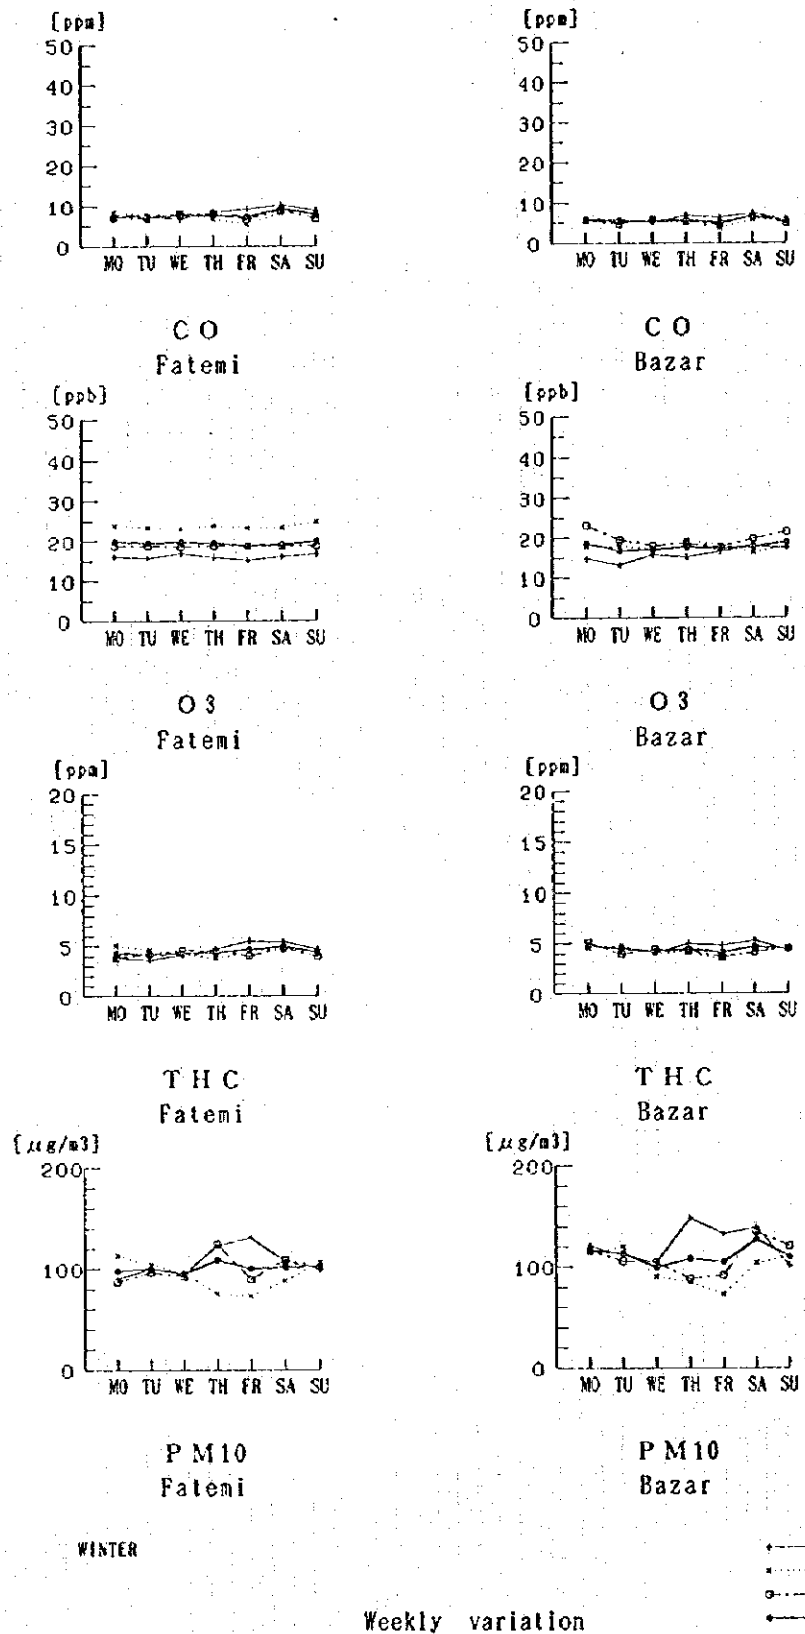 [ppm]
50
40
30
20
10
0
MO TU WE TH FR SA SU
CO
Fatemi
[ppm]
50
40
30
20
10
0
MO TU WE TH FR SA SU
CO
Bazar
[ppb]
50
40
30
20
10
0
MO TU WE TH FR SA SU
O3
Fatemi
[ppb]
50
40
30
20
10
0
MO TU WE TH FR SA SU
O3
Bazar
[ppm]
20
15
10
5
0
MO TU WE TH FR SA SU
THC
Fatemi
[ppm]
20
15
10
5
0
MO TU WE TH FR SA SU
THC
Bazar
[μg/m3]
200
100
0
MO TU WE TH FR SA SU
PM10
Fatemi
[μg/m3]
200
100
0
MO TU WE TH FR SA SU
PM10
Bazar
WINTER
Weekly variation